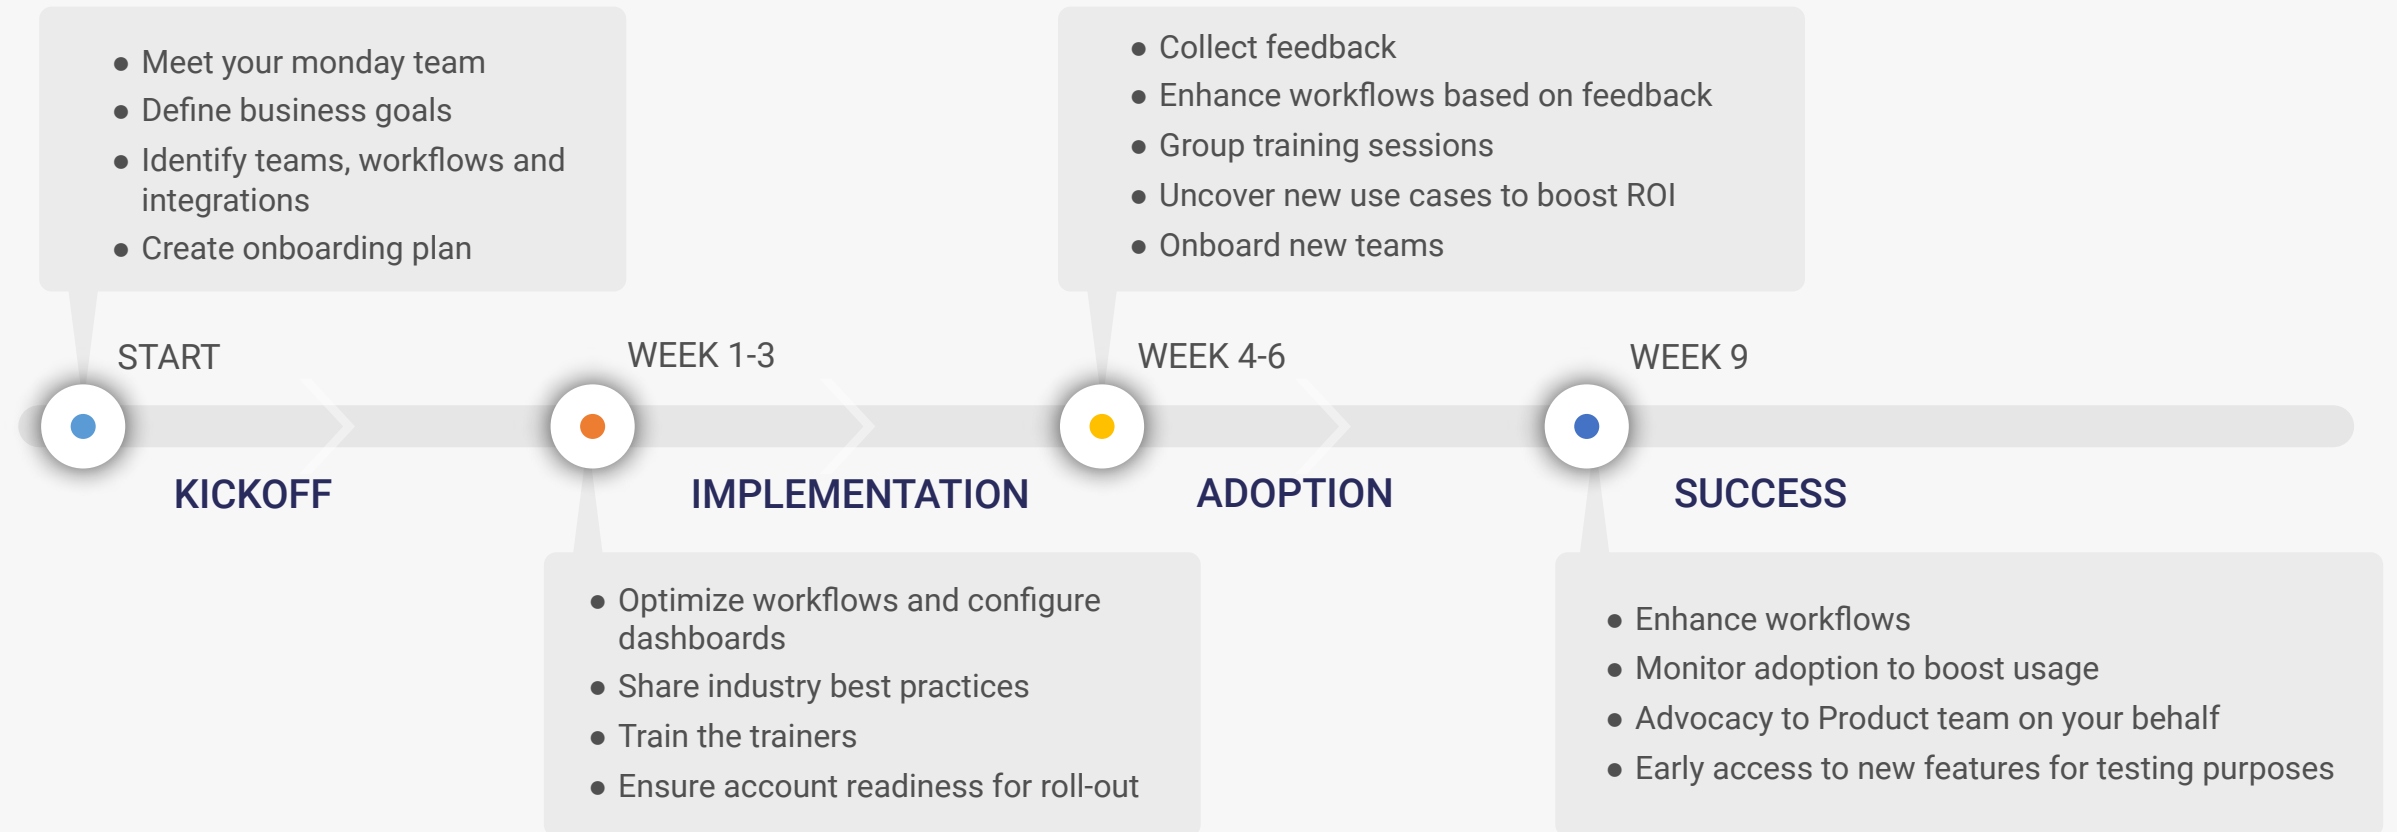 ● Meet your monday team
● Define business goals
● Identify teams, workflows and
integrations
● Create onboarding plan
● Collect feedback
● Enhance workflows based on feedback
● Group training sessions
● Uncover new use cases to boost ROI
● Onboard new teams
START
WEEK 1-3
WEEK 4-6
WEEK 9
KICKOFF
IMPLEMENTATION
ADOPTION
SUCCESS
● Optimize workflows and configure
dashboards
● Share industry best practices
● Train the trainers
● Ensure account readiness for roll-out
● Enhance workflows
● Monitor adoption to boost usage
● Advocacy to Product team on your behalf
● Early access to new features for testing purposes